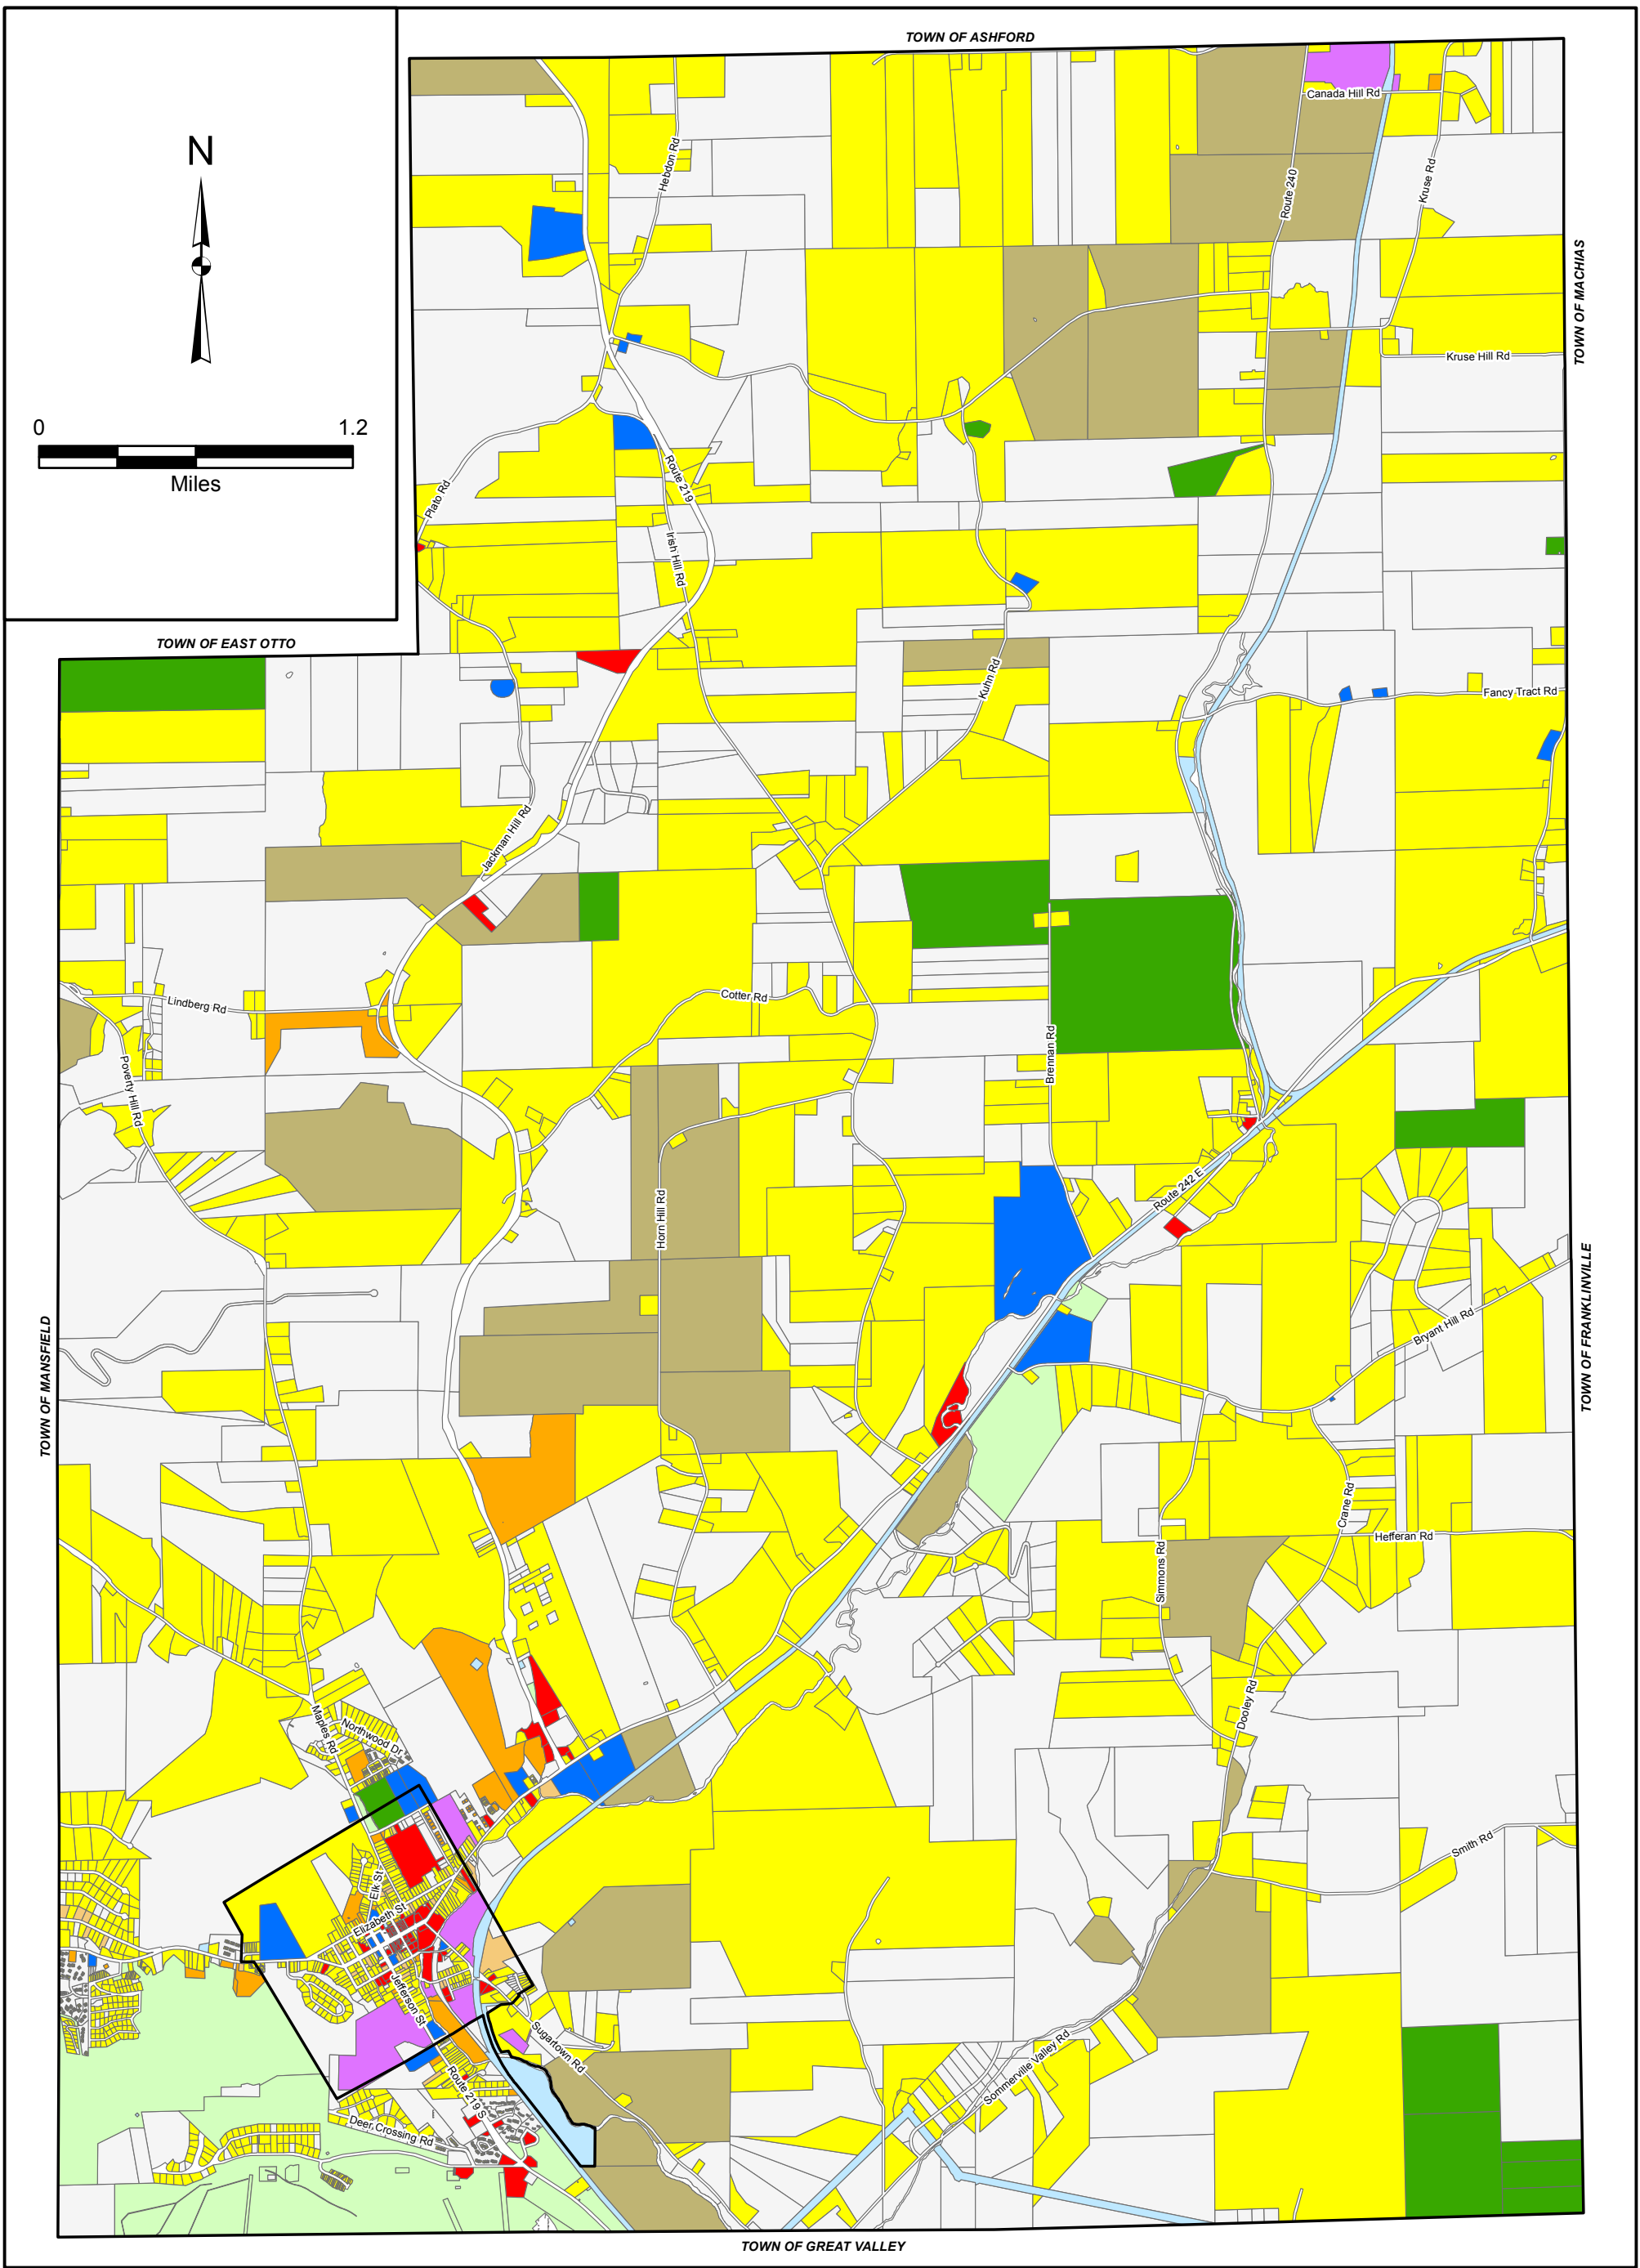 TOWN OF ASHFORD
Canada Hill Rd
N
Hebdon Rd
Route 240
Kruse Rd
TOWN OF MACHIAS
Kruse Hill Rd
0 1.2
Miles
Plato Rd
Route 219
Irish Hill Rd
TOWN OF EAST OTTO
Kuhn Rd
Fancy Tract Rd
Jackman Hill Rd
Lindberg Rd
Cotter Rd
Poverty Hill Rd
Brennan Rd
Horn Hill Rd
Route 242 E
TOWN OF MANSFIELD
Bryant Hill Rd
TOWN OF FRANKLINVILLE
Crane Rd
Hefferan Rd
Simmons Rd
Dooley Rd
Maples Rd
Northwood Dr
Smith Rd
Elk St
Elizabeth St
Jefferson St
Sugartown Rd
Sommerville Valley Rd
Route 219 S
Deer Crossing Rd
TOWN OF GREAT VALLEY